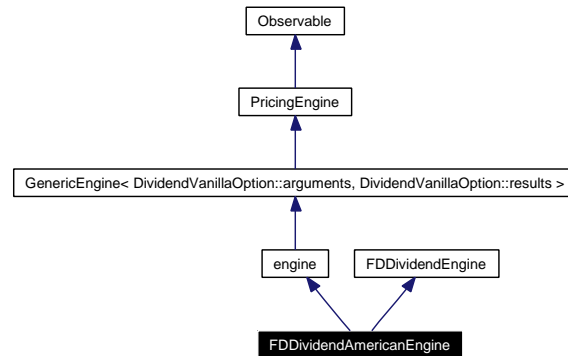 Observable
PricingEngine
GenericEngine< DividendVanillaOption::arguments, DividendVanillaOption::results >
engine
FDDividendEngine
FDDividendAmericanEngine